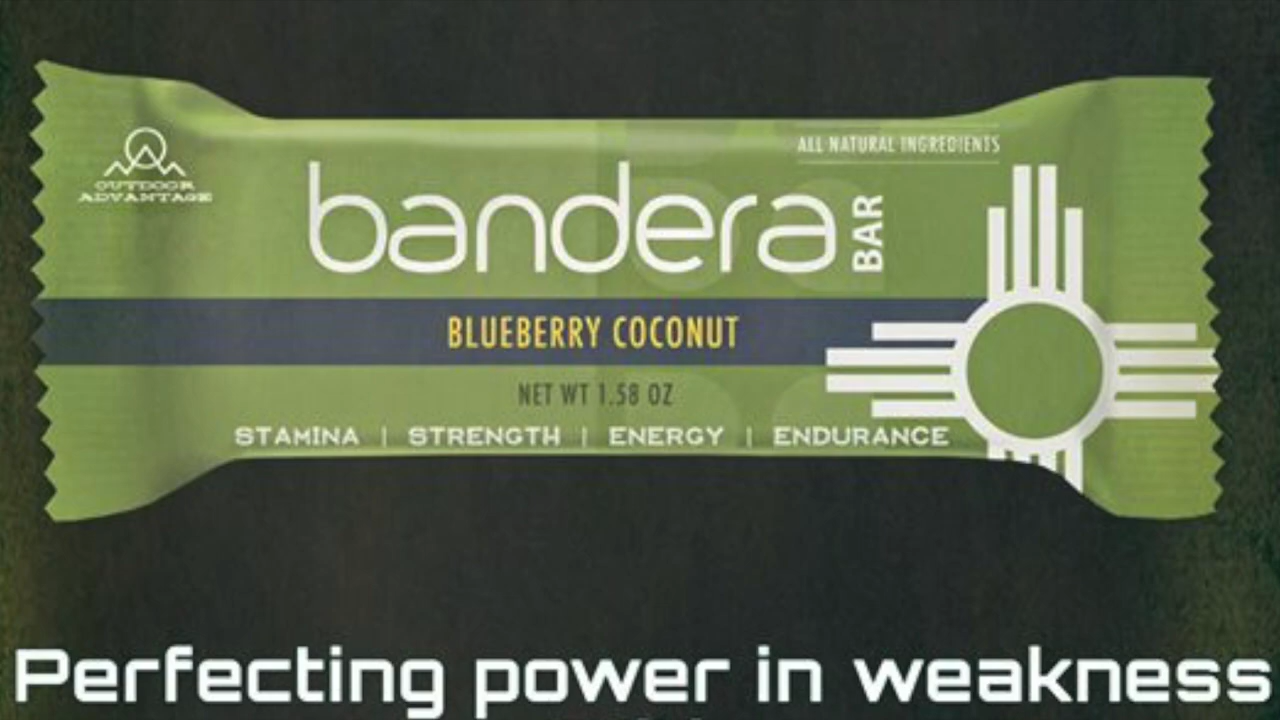 ALL NATURAL INGREDIENTS
OUTDOOR
ADVANTAGE
bandera BAR
BLUEBERRY COCONUT
NET WT 1.58 OZ
STAMINA | STRENGTH | ENERGY | ENDURANCE
Perfecting power in weakness